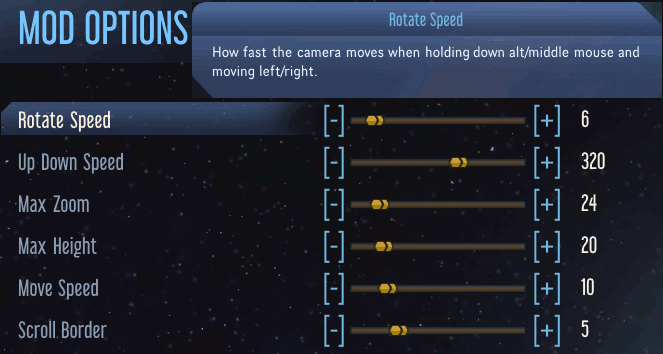 MOD OPTIONS
Rotate Speed
How fast the camera moves when holding down alt/middle mouse and
moving left/right.
Rotate Speed [-] [+] 6
Up Down Speed [-] [+] 320
Max Zoom [-] [+] 24
Max Height [-] [+] 20
Move Speed [-] [+] 10
Scroll Border [-] [+] 5